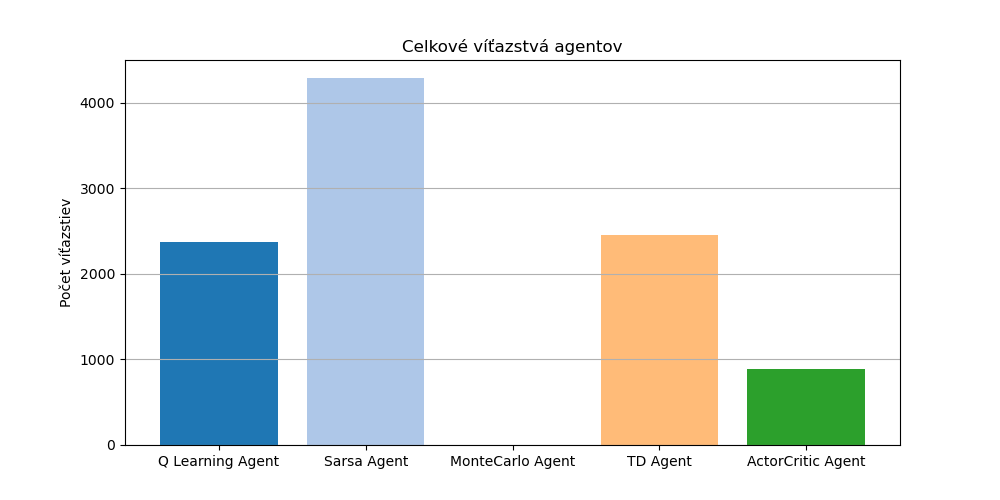 Celkové víťazstvá agentov
Počet víťazstiev
4000
3000
2000
1000
0
Q Learning Agent
Sarsa Agent
MonteCarlo Agent
TD Agent
ActorCritic Agent